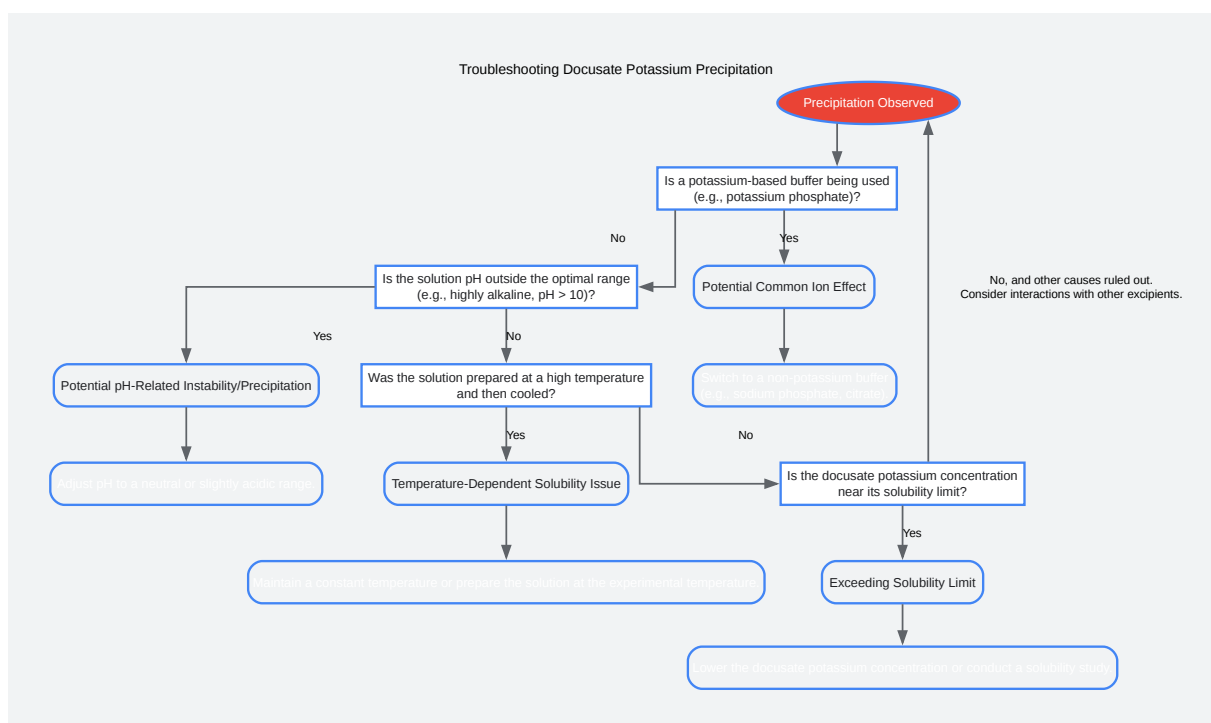 Troubleshooting Docusate Potassium Precipitation
Precipitation Observed
Is a potassium-based buffer being used
(e.g., potassium phosphate)?
No
Yes
Is the solution pH outside the optimal range
(e.g., highly alkaline, pH > 10)?
Potential Common Ion Effect
No, and other causes ruled out.
Consider interactions with other excipients.
Yes
No
Potential pH-Related Instability/Precipitation
Was the solution prepared at a high temperature
and then cooled?
Switch to a non-potassium buffer
(e.g., sodium phosphate, citrate).
Yes
No
Adjust pH to a neutral or slightly acidic range.
Temperature-Dependent Solubility Issue
Is the docusate potassium concentration
near its solubility limit?
Yes
Maintain a constant temperature or prepare the solution at the experimental temperature.
Exceeding Solubility Limit
Lower the docusate potassium concentration or conduct a solubility study.